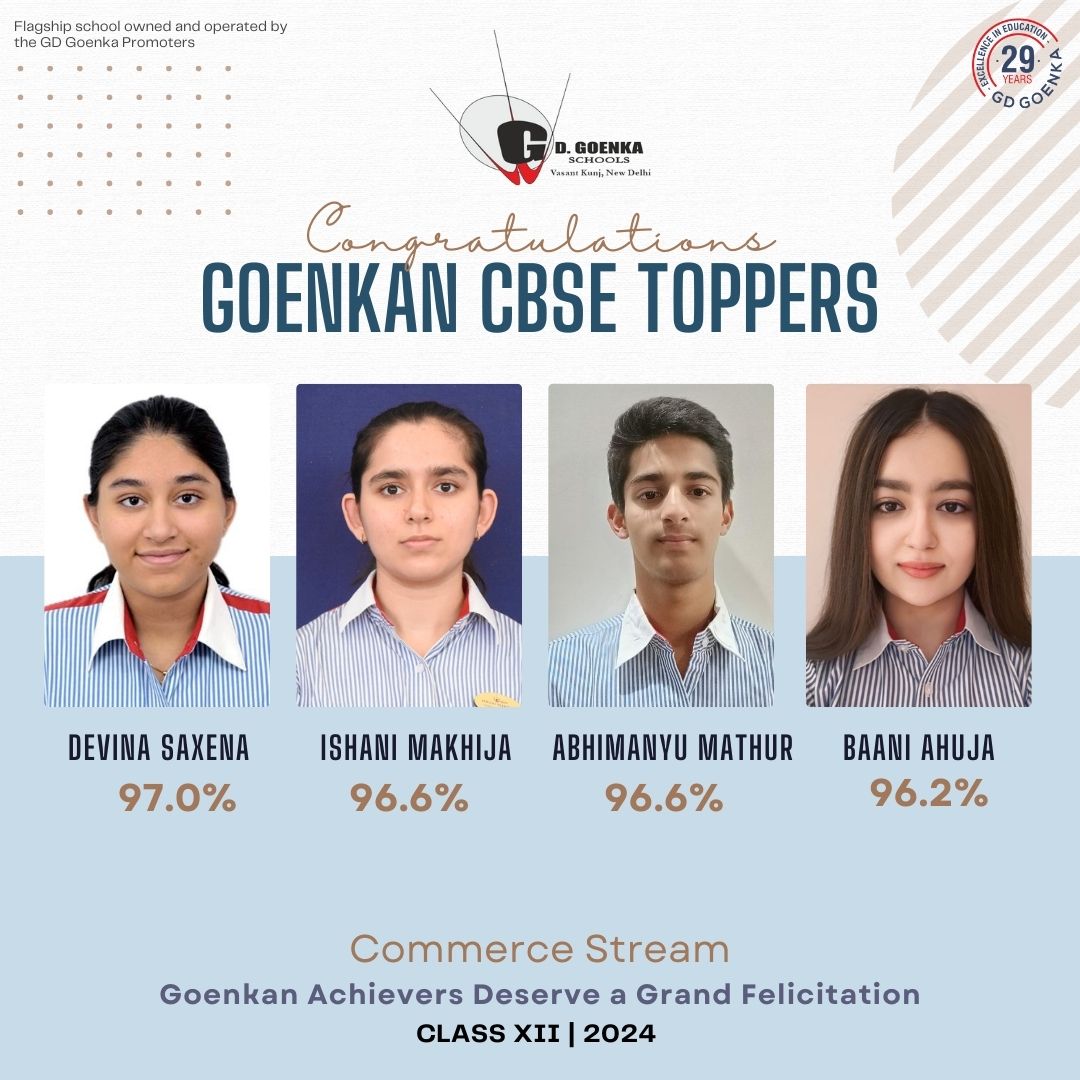 Flagship school owned and operated by
the GD Goenka Promoters
EXCELLENCE IN EDUCATION
29
YEARS
GD GOENKA
G D. GOENKA
SCHOOLS
Vasant Kunj, New Delhi
Congratulations
GOENKAN CBSE TOPPERS
DEVINA SAXENA ISHANI MAKHIJA ABHIMANYU MATHUR BAANI AHUJA
97.0% 96.6% 96.6% 96.2%
Commerce Stream
Goenkan Achievers Deserve a Grand Felicitation
CLASS XII | 2024